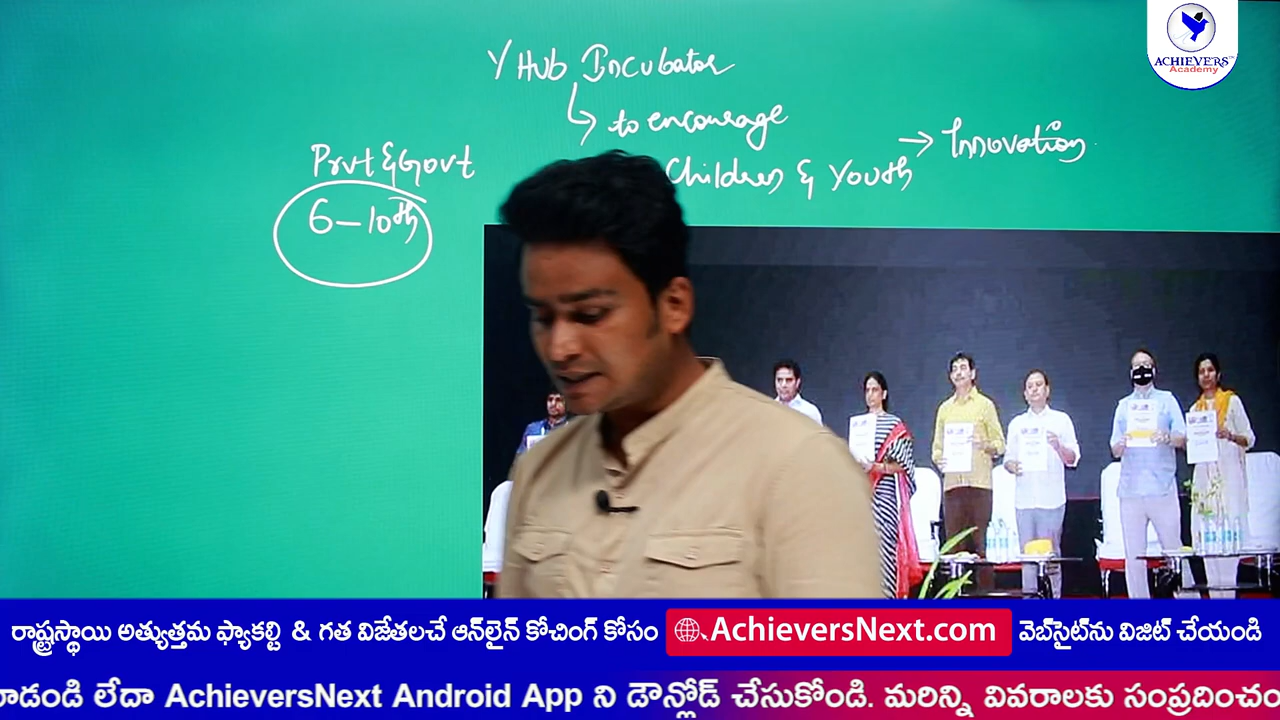 ACHIEVERS
Academy
Y Hub Incubator
to encourage
Children & Youth → Innovation
Prvt & Govt
6-10th
రాష్ట్రస్థాయి అత్యుత్తమ ఫ్యాకల్టీ & గత విజేతలచే ఆన్‌లైన్ కోచింగ్ కోసం AchieversNext.com వెబ్‌సైట్‌ను విజిట్ చేయండి
లేదా AchieversNext Android App ని డౌన్లోడ్ చేసుకోండి. మరిన్ని వివరాలకు